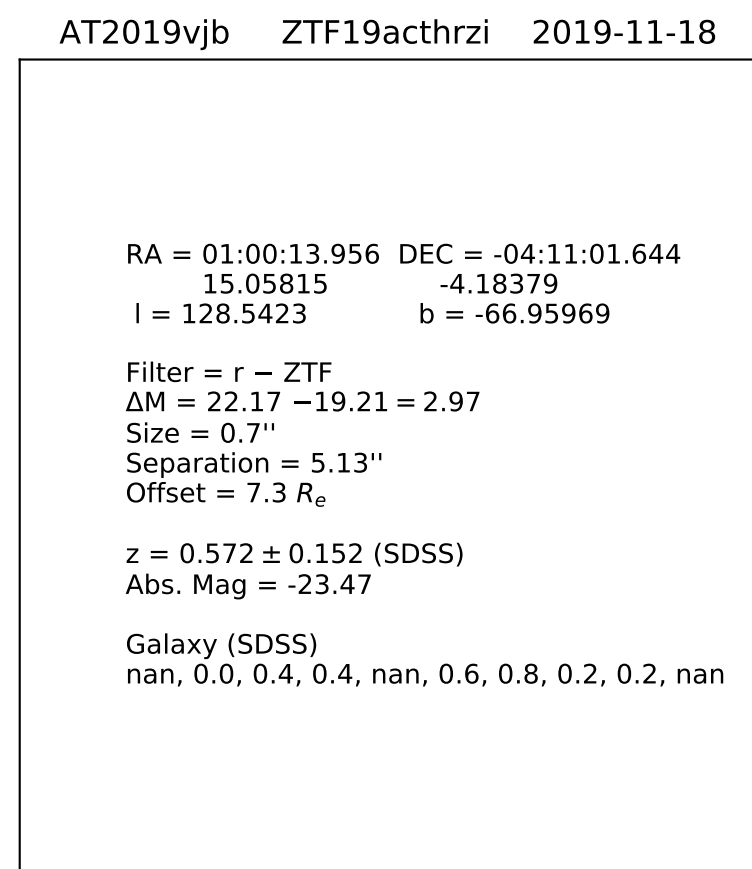 AT2019vjb ZTF19acthrzi 2019-11-18
RA = 01:00:13.956 DEC = -04:11:01.644
15.05815 -4.18379
l = 128.5423 b = -66.95969
Filter = r − ZTF
ΔM = 22.17 −19.21 = 2.97
Size = 0.7''
Separation = 5.13''
Offset = 7.3 Re
z = 0.572 ± 0.152 (SDSS)
Abs. Mag = -23.47
Galaxy (SDSS)
nan, 0.0, 0.4, 0.4, nan, 0.6, 0.8, 0.2, 0.2, nan